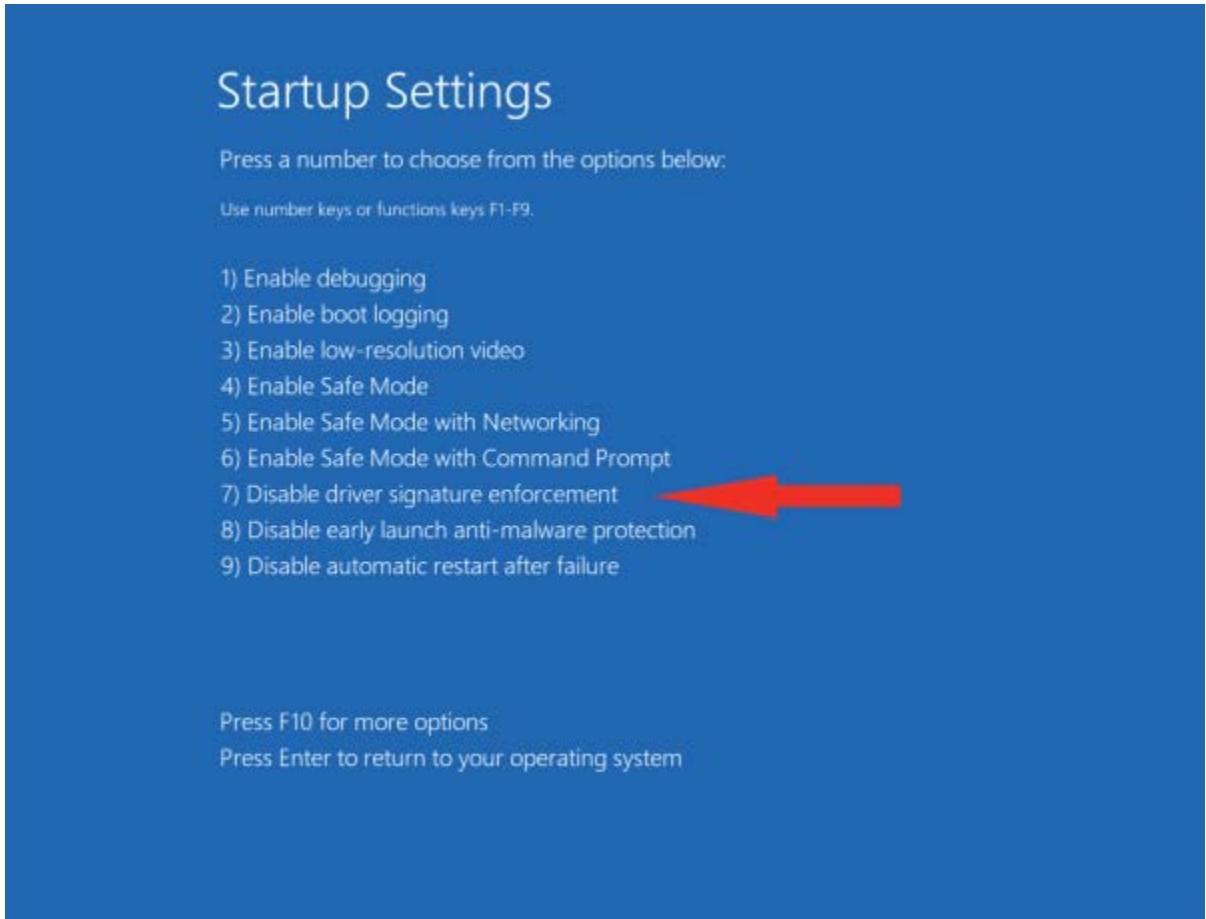 Startup Settings
Press a number to choose from the options below:
Use number keys or functions keys F1-F9.
1) Enable debugging
2) Enable boot logging
3) Enable low-resolution video
4) Enable Safe Mode
5) Enable Safe Mode with Networking
6) Enable Safe Mode with Command Prompt
7) Disable driver signature enforcement
8) Disable early launch anti-malware protection
9) Disable automatic restart after failure
Press F10 for more options
Press Enter to return to your operating system